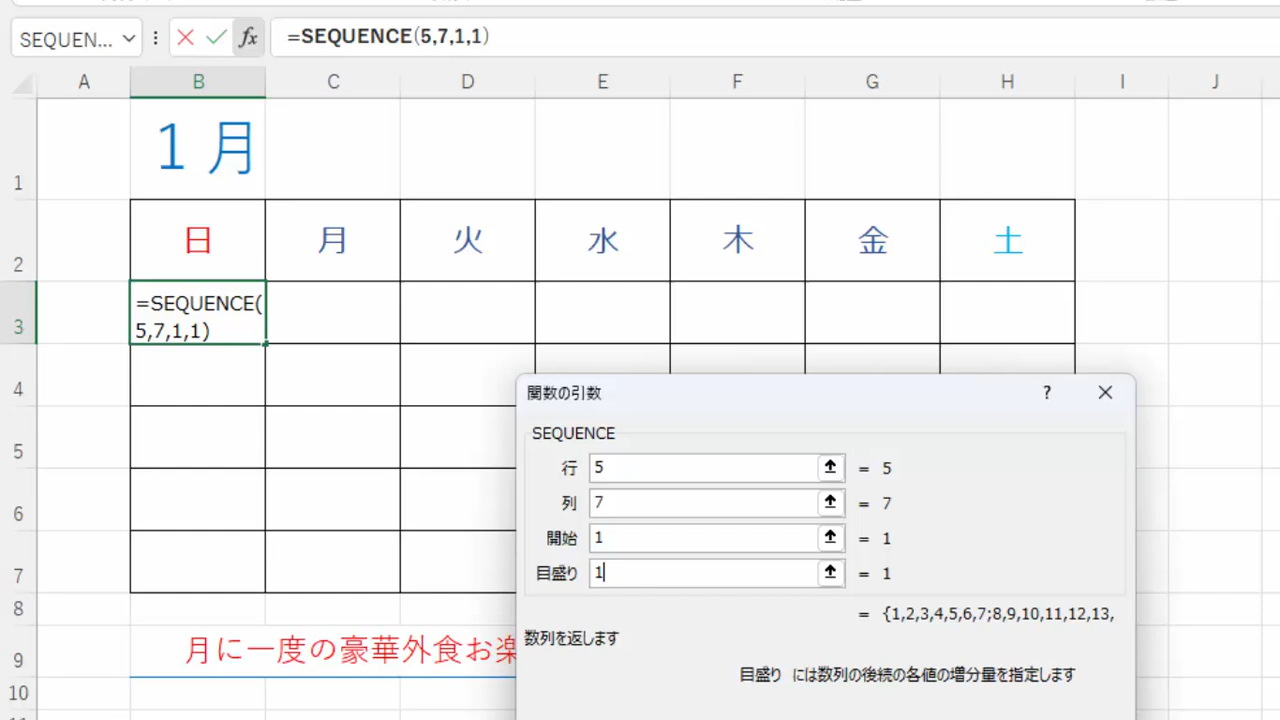 SEQUEN... fx =SEQUENCE(5,7,1,1)
A B C D E F G H I J
1 1 月
2 日 月 火 水 木 金 土
3 =SEQUENCE(
5,7,1,1)
4
関数の引数 ?
SEQUENCE
5
行 5 = 5
列 7 = 7
6
開始 1 = 1
7
目盛り 1 = 1
8
= {1,2,3,4,5,6,7;8,9,10,11,12,13,
数列を返します
9 月に一度の豪華外食お楽
目盛り には数列の後続の各値の増分量を指定します
10